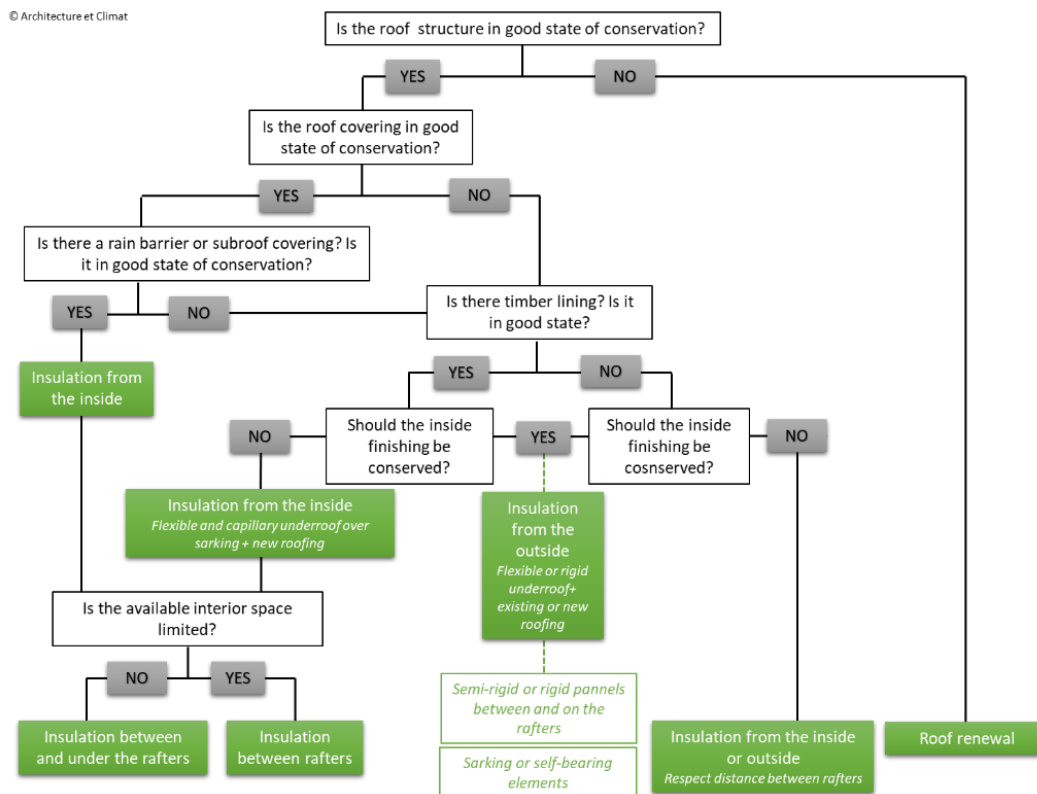 © Architecture et Climat
Is the roof structure in good state of conservation?
YES
NO
Is the roof covering in good
state of conservation?
YES
NO
Is there a rain barrier or subroof covering? Is
it in good state of conservation?
Is there timber lining? Is it
in good state?
YES
NO
YES
NO
Insulation from
the inside
NO
Should the inside
finishing be
conserved?
YES
Should the inside
finishing be
cosnserved?
NO
Insulation from the inside
Flexible and capillary underroof over
sarking + new roofing
Insulation
from the
outside
Flexible or rigid
underroof+
existing or new
roofing
Is the available interior space
limited?
NO
YES
Semi-rigid or rigid pannels
between and on the
rafters
Insulation between
and under the rafters
Insulation
between rafters
Sarking or self-bearing
elements
Insulation from the inside
or outside
Respect distance between rafters
Roof renewal